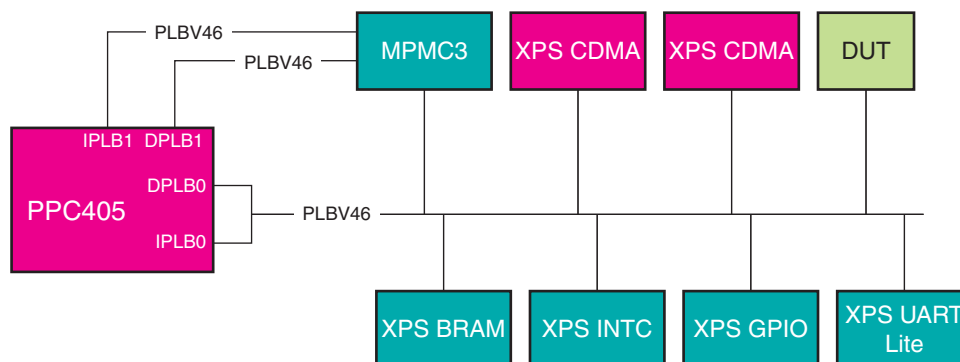 PLBV46
MPMC3
XPS CDMA
XPS CDMA
DUT
PLBV46
IPLB1 DPLB1
DPLB0
PPC405
PLBV46
IPLB0
XPS BRAM
XPS INTC
XPS GPIO
XPS UART
Lite